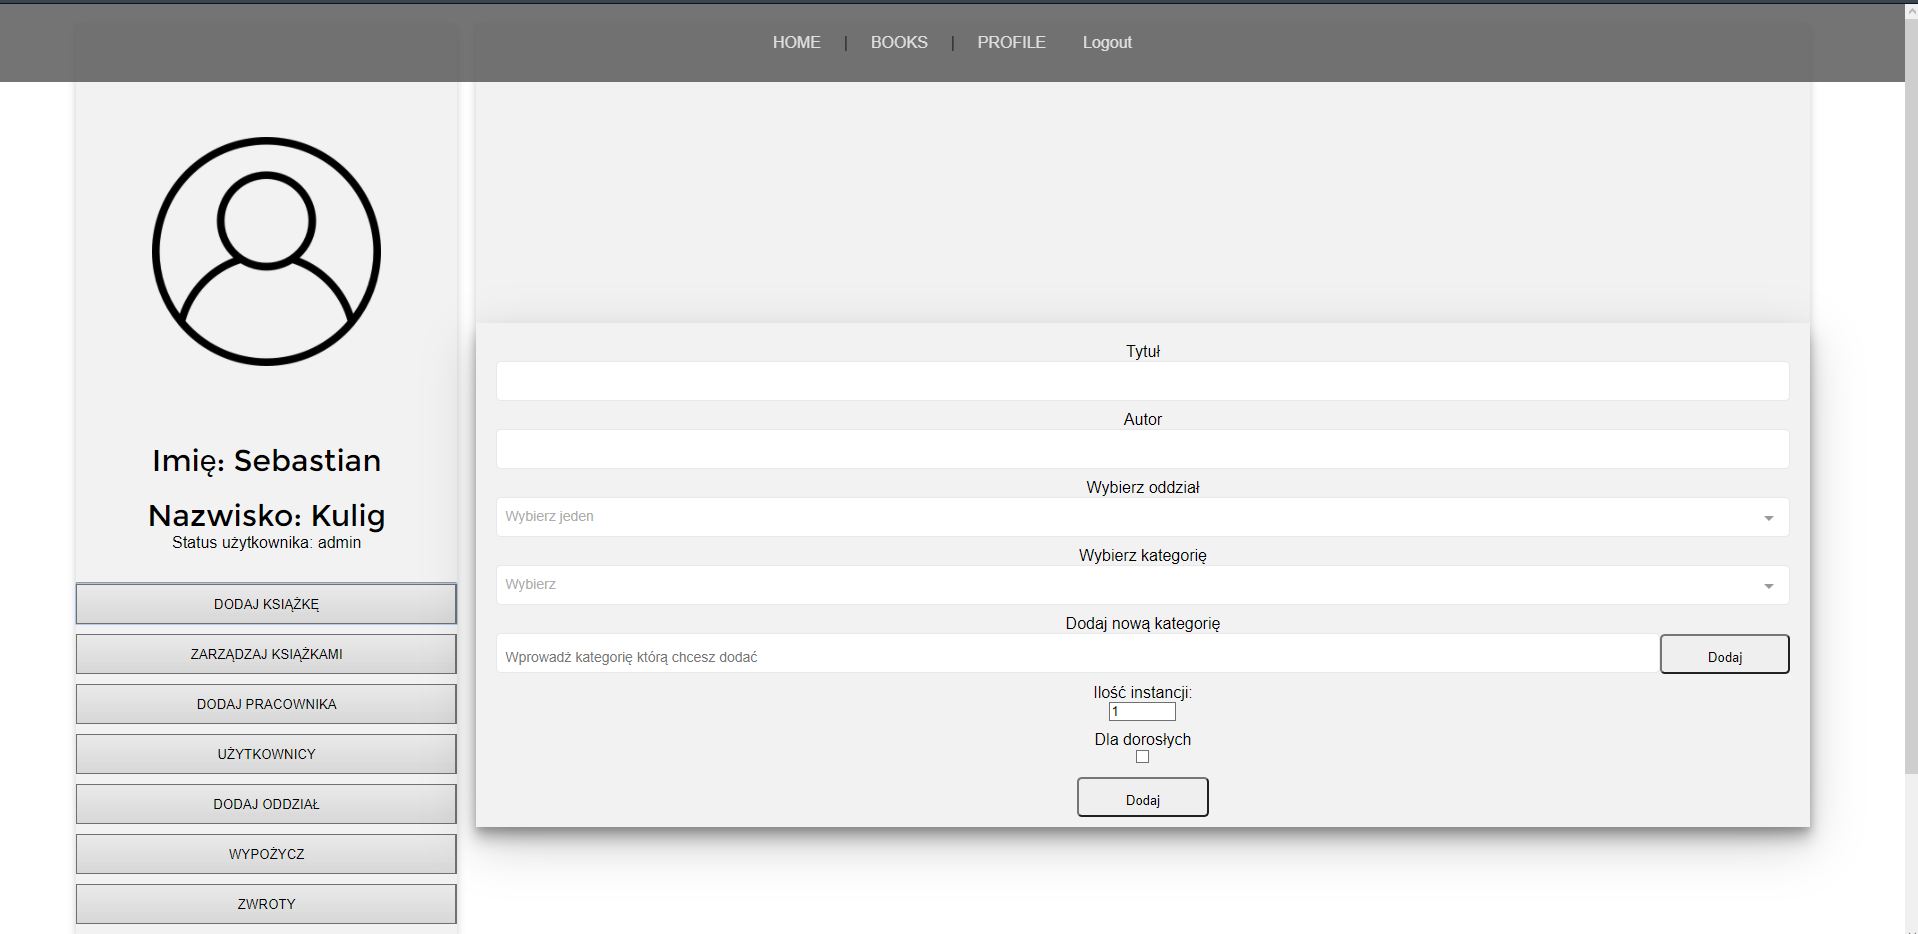 HOME | BOOKS | PROFILE Logout
Imię: Sebastian
Nazwisko: Kulig
Status użytkownika: admin
DODAJ KSIĄŻKĘ
ZARZĄDZAJ KSIĄŻKAMI
DODAJ PRACOWNIKA
UŻYTKOWNICY
DODAJ ODDZIAŁ
WYPOŻYCZ
ZWROTY
Tytuł
Autor
Wybierz oddział
Wybierz jeden
Wybierz kategorię
Wybierz
Dodaj nową kategorię
Wprowadź kategorię którą chcesz dodać Dodaj
Ilość instancji:
1
Dla dorosłych
Dodaj